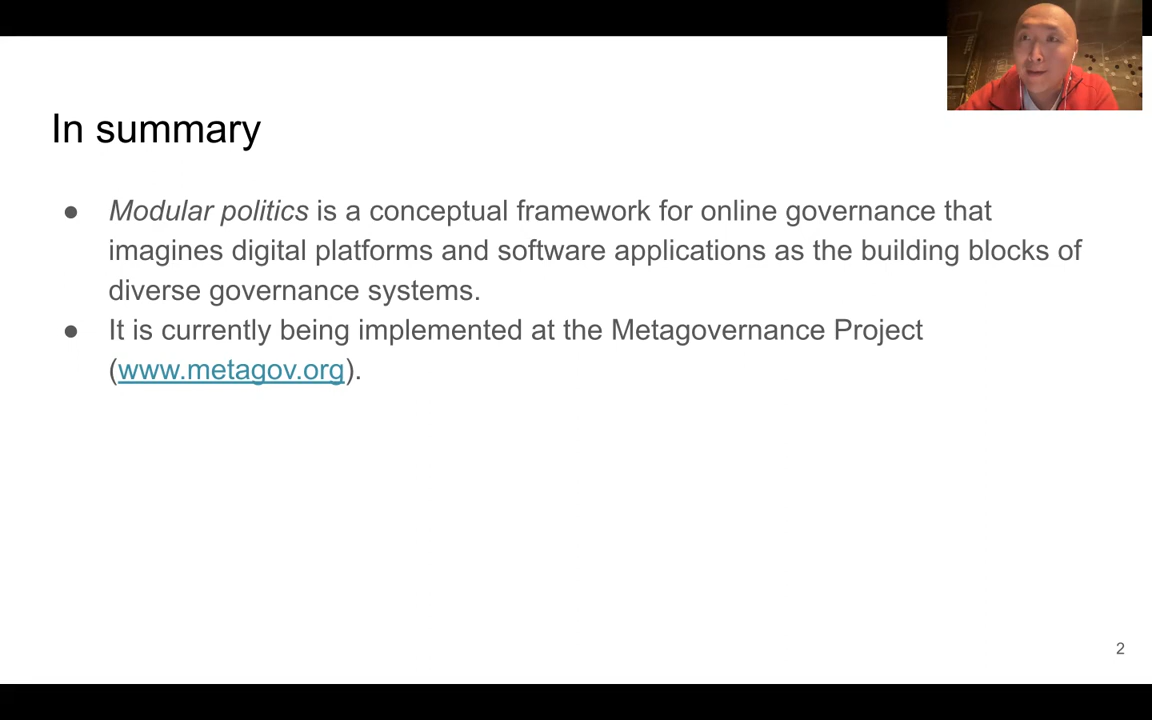 In summary
● Modular politics is a conceptual framework for online governance that
imagines digital platforms and software applications as the building blocks of
diverse governance systems.
● It is currently being implemented at the Metagovernance Project
(www.metagov.org).
2